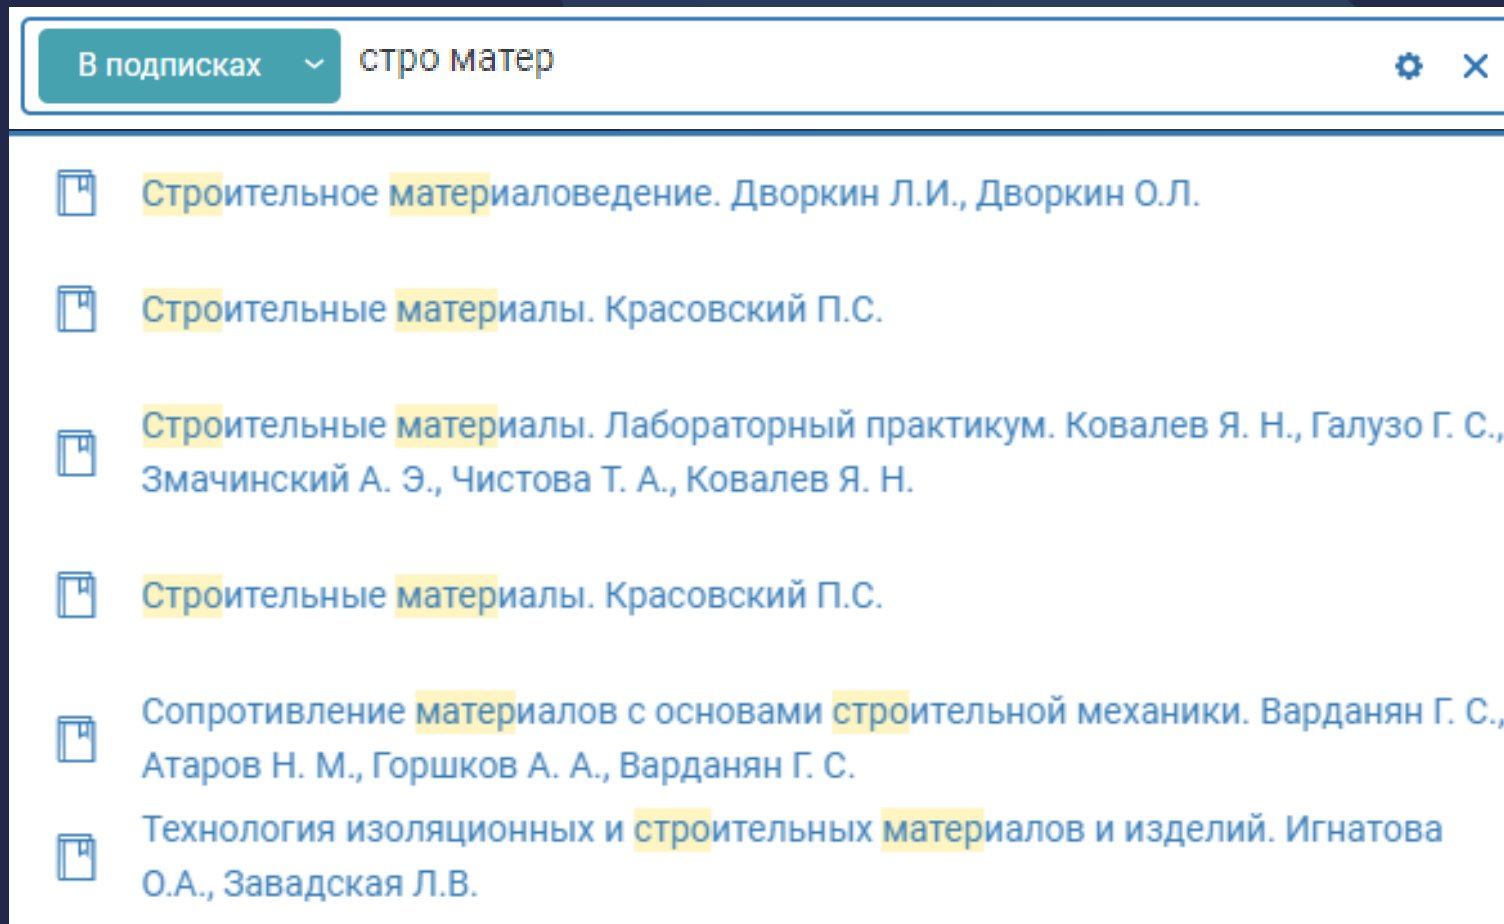 В подписках стро матер
Строительное материаловедение. Дворкин Л.И., Дворкин О.Л.
Строительные материалы. Красовский П.С.
Строительные материалы. Лабораторный практикум. Ковалев Я. Н., Галузо Г. С.,
Змачинский А. Э., Чистова Т. А., Ковалев Я. Н.
Строительные материалы. Красовский П.С.
Сопротивление материалов с основами строительной механики. Варданян Г. С.,
Атаров Н. М., Горшков А. А., Варданян Г. С.
Технология изоляционных и строительных материалов и изделий. Игнатова
О.А., Завадская Л.В.